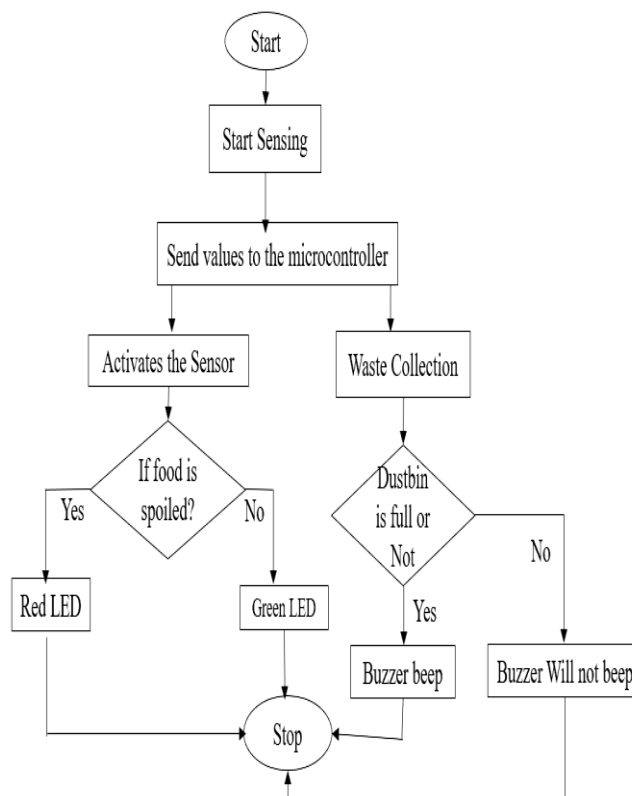 Start
Start Sensing
Send values to the microcontroller
Activates the Sensor
Waste Collection
If food is
spoiled?
Yes
No
Dustbin
is full or
Not
No
Yes
Red LED
Green LED
Buzzer beep
Buzzer Will not beep
Stop